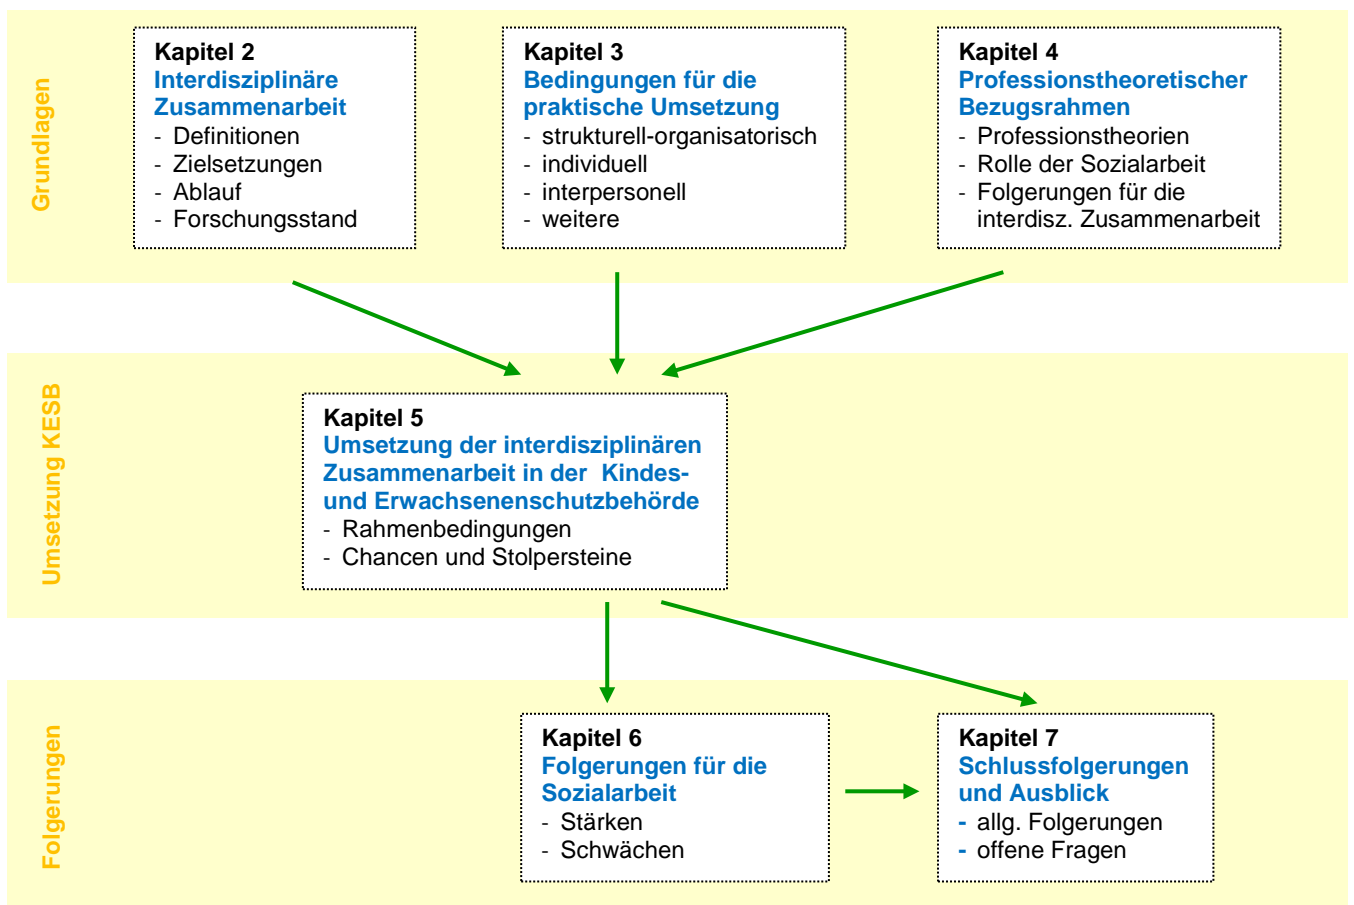 Grundlagen
Kapitel 2
Interdisziplinäre
Zusammenarbeit
- Definitionen
- Zielsetzungen
- Ablauf
- Forschungsstand
Kapitel 3
Bedingungen für die
praktische Umsetzung
- strukturell-organisatorisch
- individuell
- interpersonell
- weitere
Kapitel 4
Professionstheoretischer
Bezugsrahmen
- Professionstheorien
- Rolle der Sozialarbeit
- Folgerungen für die
interdisz. Zusammenarbeit
Umsetzung KESB
Kapitel 5
Umsetzung der interdisziplinären
Zusammenarbeit in der Kindes-
und Erwachsenenschutzbehörde
- Rahmenbedingungen
- Chancen und Stolpersteine
Folgerungen
Kapitel 6
Folgerungen für die
Sozialarbeit
- Stärken
- Schwächen
Kapitel 7
Schlussfolgerungen
und Ausblick
- allg. Folgerungen
- offene Fragen